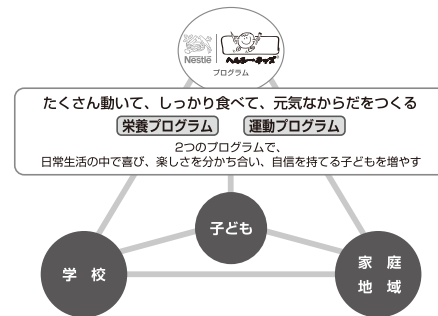 Nestlé
ヘルシーキッズ
プログラム
たくさん動いて、しっかり食べて、元気なからだをつくる
栄養プログラム 運動プログラム
2つのプログラムで、
日常生活の中で喜び、楽しさを分かち合い、自信を持てる子どもを増やす
子ども
学 校
家 庭
地 域